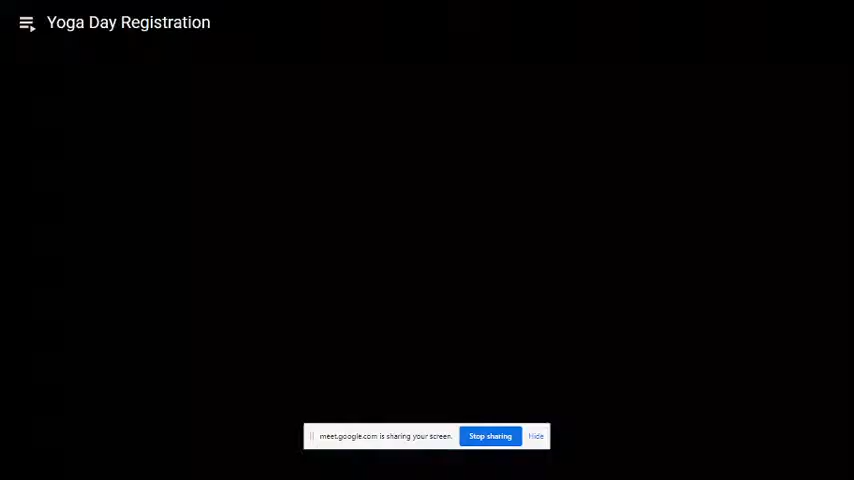 Yoga Day Registration
meet.google.com is sharing your screen. Stop sharing Hide